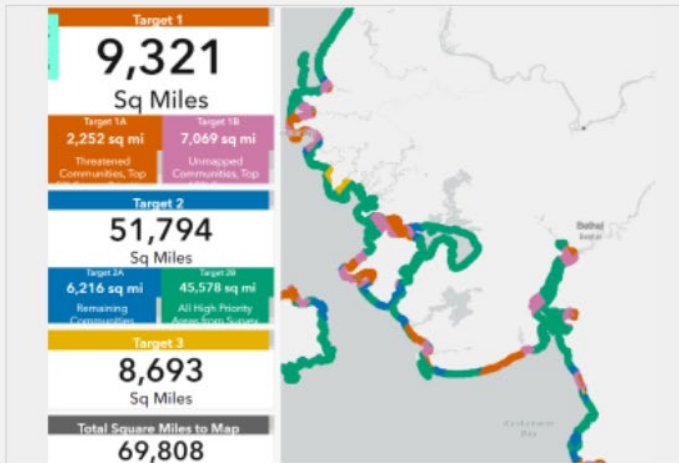 Target 1
9,321
Sq Miles
Target 1A
2,252 sq mi
Threatened
Communities, Top
Target 1B
7,069 sq mi
Unmapped
Communities, Top
Target 2
51,794
Sq Miles
Target 2A
6,216 sq mi
Remaining
Communities
Target 2B
45,578 sq mi
All High Priority
Areas from Survey
Target 3
8,693
Sq Miles
Total Square Miles to Map
69,808
Bethel